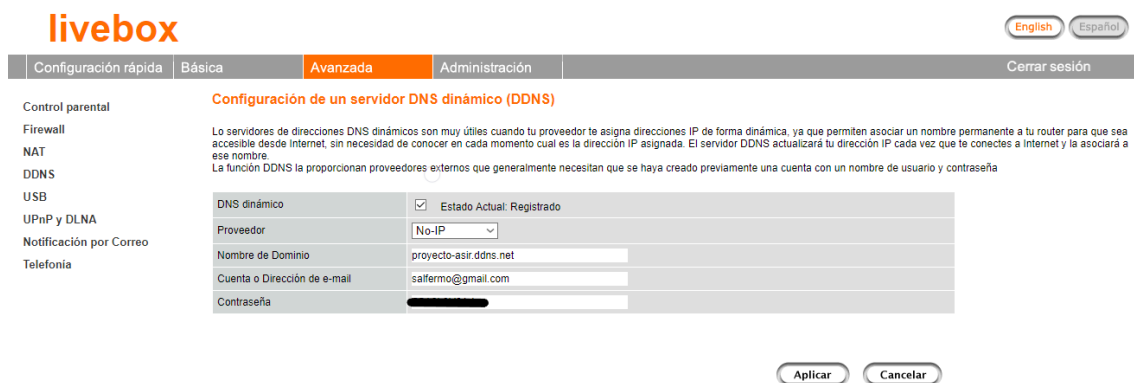 livebox
English Español
Configuración rápida Básica Avanzada Administración Cerrar sesión
Control parental
Firewall
NAT
DDNS
USB
UPnP y DLNA
Notificación por Correo
Telefonía
Configuración de un servidor DNS dinámico (DDNS)
Lo servidores de direcciones DNS dinámicos son muy útiles cuando tu proveedor te asigna direcciones IP de forma dinámica, ya que permiten asociar un nombre permanente a tu router para que sea
accesible desde Internet, sin necesidad de conocer en cada momento cual es la dirección IP asignada. El servidor DDNS actualizará tu dirección IP cada vez que te conectes a Internet y la asociará a
ese nombre.
La función DDNS la proporcionan proveedores externos que generalmente necesitan que se haya creado previamente una cuenta con un nombre de usuario y contraseña
DNS dinámico Estado Actual: Registrado
Proveedor No-IP
Nombre de Dominio proyecto-asir.ddns.net
Cuenta o Dirección de e-mail salfermo@gmail.com
Contraseña
Aplicar Cancelar